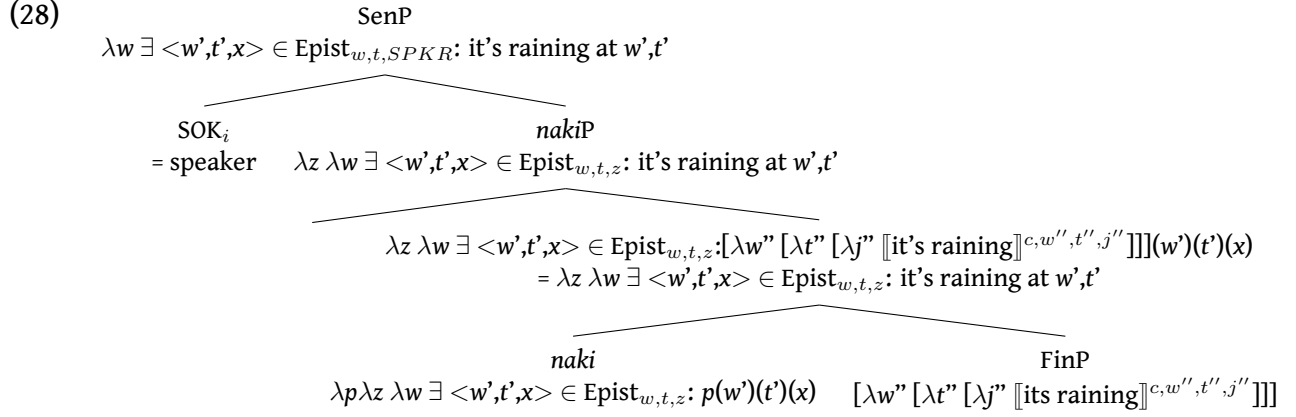 (28)
SenP
λw ∃ <w’,t’,x> ∈ Epist_{w,t,SPKR}: it's raining at w’,t’
SOK_i nakiP
= speaker λz λw ∃ <w’,t’,x> ∈ Epist_{w,t,z}: it's raining at w’,t’
λz λw ∃ <w’,t’,x> ∈ Epist_{w,t,z}:[λw” [λt” [λj” ⟦it's raining⟧^{c,w'',t'',j''}]]](w’)(t’)(x)
= λz λw ∃ <w’,t’,x> ∈ Epist_{w,t,z}: it's raining at w’,t’
naki FinP
λpλz λw ∃ <w’,t’,x> ∈ Epist_{w,t,z}: p(w’)(t’)(x) [λw” [λt” [λj” ⟦its raining⟧^{c,w'',t'',j''}]]]